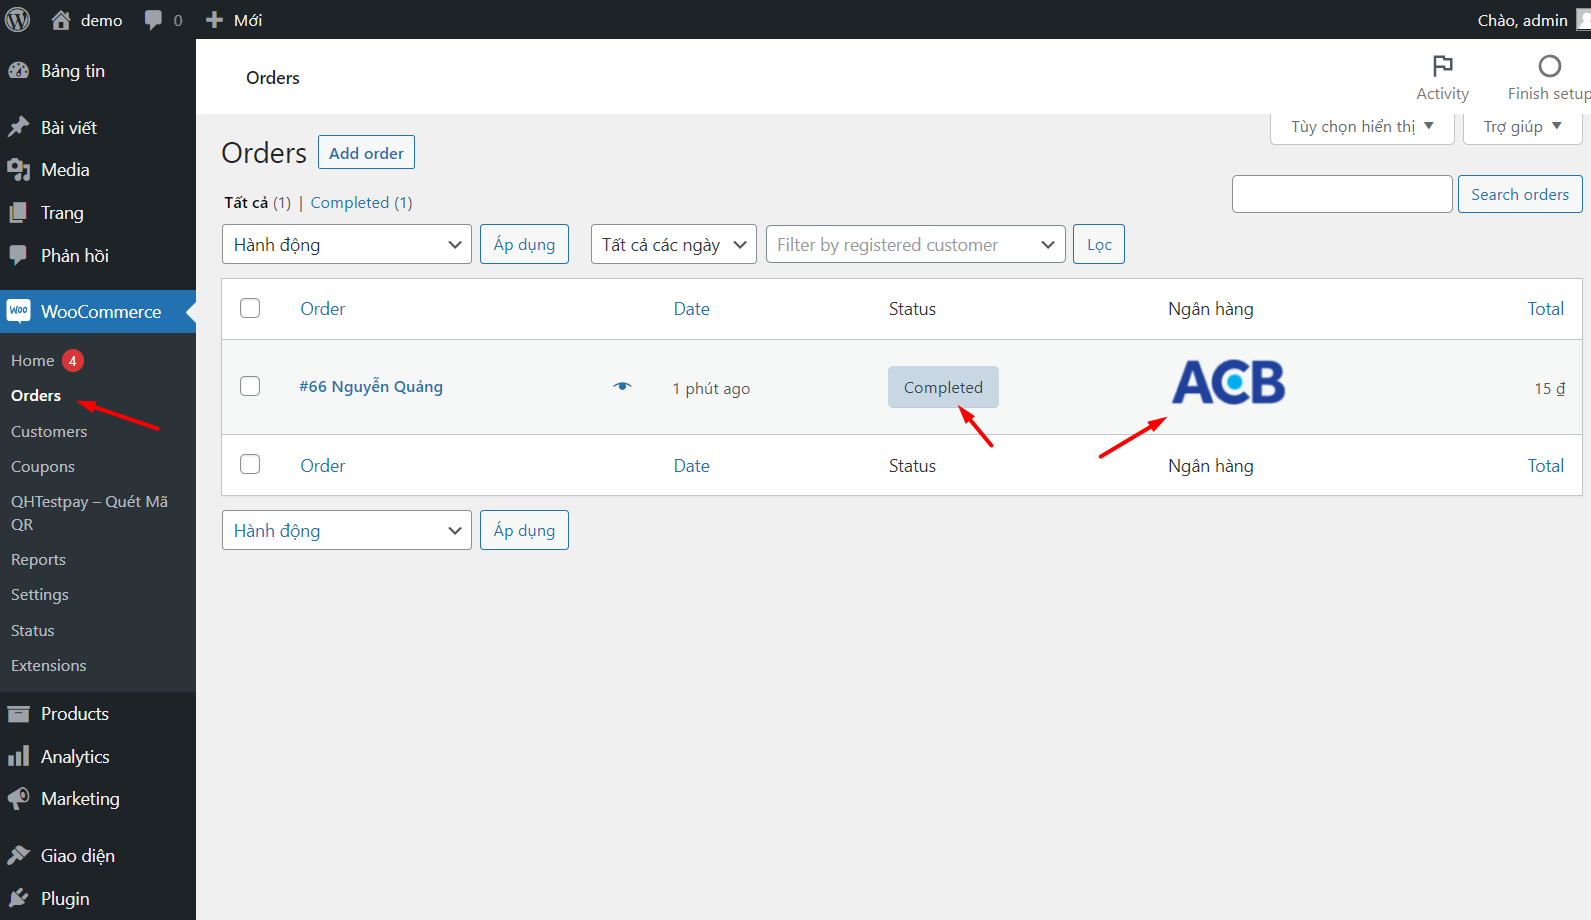 demo
0
Mới
Chào, admin
Bảng tin
Bài viết
Media
Trang
Phản hồi
WooCommerce
Home 4
Orders
Customers
Coupons
QHTestpay – Quét Mã
QR
Reports
Settings
Status
Extensions
Products
Analytics
Marketing
Giao diện
Plugin
Orders
Activity
Finish setup
Tùy chọn hiển thị
Trợ giúp
Orders
Add order
Tất cả (1) | Completed (1)
Search orders
Hành động
Áp dụng
Tất cả các ngày
Filter by registered customer
Lọc
Order Date Status Ngân hàng Total
#66 Nguyễn Quảng 1 phút ago Completed ACB 15 ₫
Order Date Status Ngân hàng Total
Hành động
Áp dụng